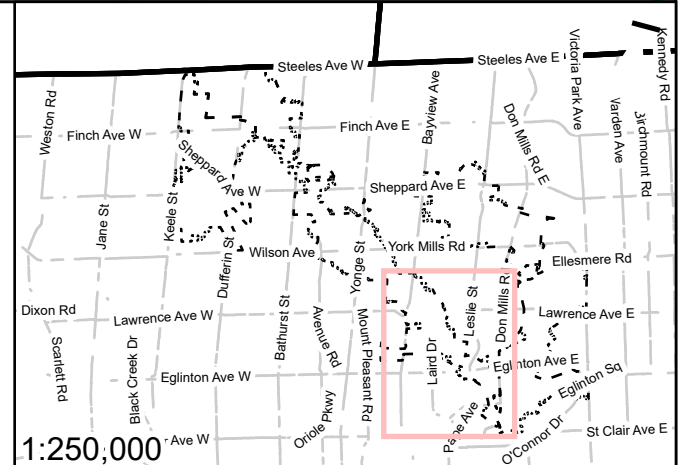 Steeles Ave W
Steeles Ave E
Victoria Park Ave
Kennedy Rd
Weston Rd
Finch Ave W
Finch Ave E
Bayview Ave
Don Mills Rd E
Varden Ave
Birchmount Rd
Sheppard Ave W
Sheppard Ave E
Jane St
Keele St
Dufferin St
Wilson Ave
Yonge St
York Mills Rd
Ellesmere Rd
Dixon Rd
Lawrence Ave W
Bathurst St
Avenue Rd
Mount Pleasant Rd
Leslie St
Don Mills Rd
Lawrence Ave E
Scarlett Rd
Black Creek Dr
Laird Dr
Eglinton Ave W
Eglinton Ave E
Eglinton Sq
Oriole Pkwy
Pape Ave
O'Connor Dr
St Clair Ave E
Ave W
1:250,000